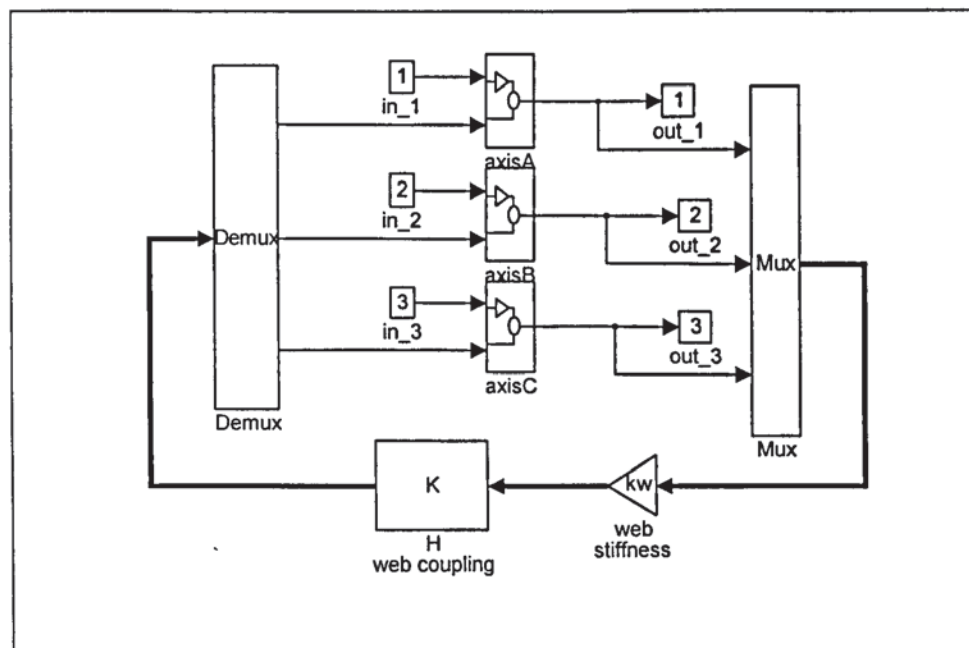 1
in_1
axisA
1
out_1
2
in_2
axisB
2
out_2
3
in_3
axisC
3
out_3
Demux
Demux
Mux
Mux
K
H
web coupling
kw
web
stiffness